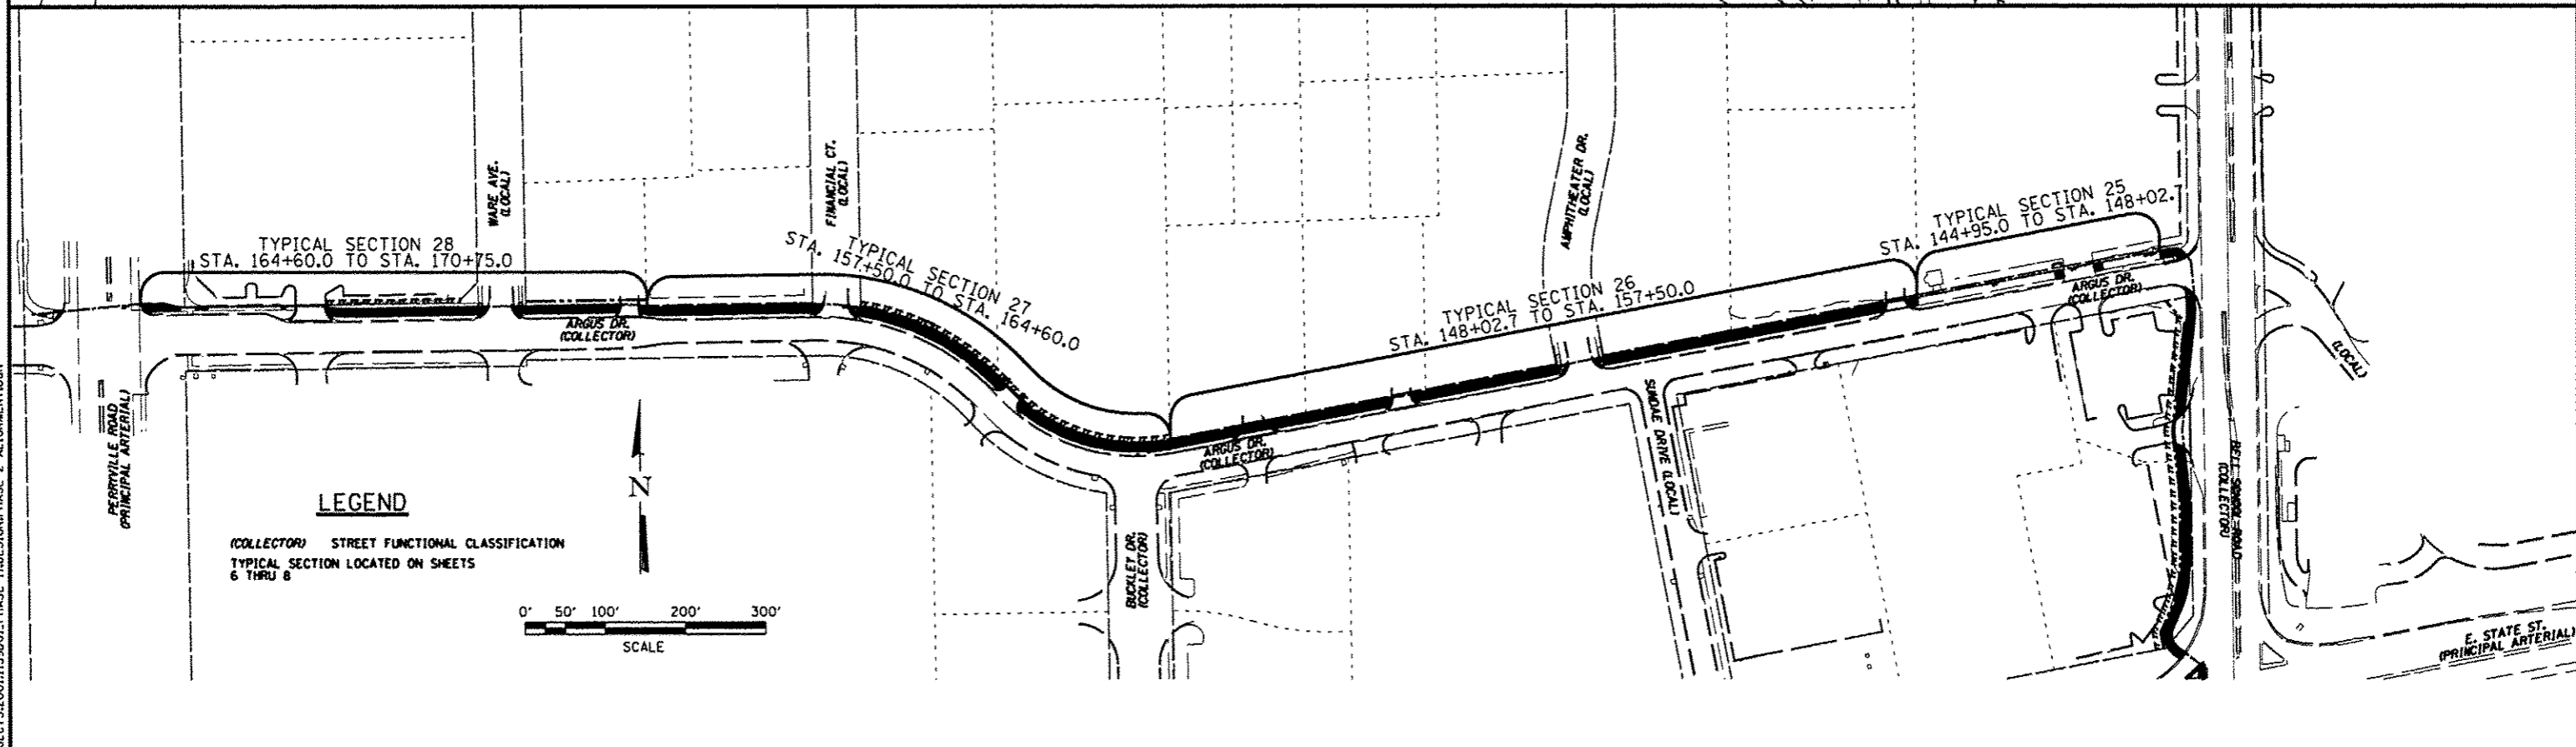 TYPICAL SECTION 28
STA. 164+60.0 TO STA. 170+75.0
WARE AVE.
(LOCAL)
FINANCIAL CT.
(LOCAL)
TYPICAL SECTION 27
STA. 157+50.0 TO STA. 164+60.0
AMPHITHEATER DR.
(LOCAL)
TYPICAL SECTION 26
STA. 148+02.7 TO STA. 157+50.0
TYPICAL SECTION 25
STA. 144+95.0 TO STA. 148+02.7
ARGUS DR.
(COLLECTOR)
ARGUS DR.
(COLLECTOR)
ARGUS DR.
(COLLECTOR)
PERRYVILLE ROAD
(PRINCIPAL ARTERIAL)
BUCKLEY DR.
(COLLECTOR)
SUNDAE DRIVE (LOCAL)
BELL SCHOOL ROAD
(COLLECTOR)
(LOCAL)
E. STATE ST.
(PRINCIPAL ARTERIAL)
N
LEGEND
(COLLECTOR) STREET FUNCTIONAL CLASSIFICATION
TYPICAL SECTION LOCATED ON SHEETS
6 THRU 8
0' 50' 100' 200' 300'
SCALE